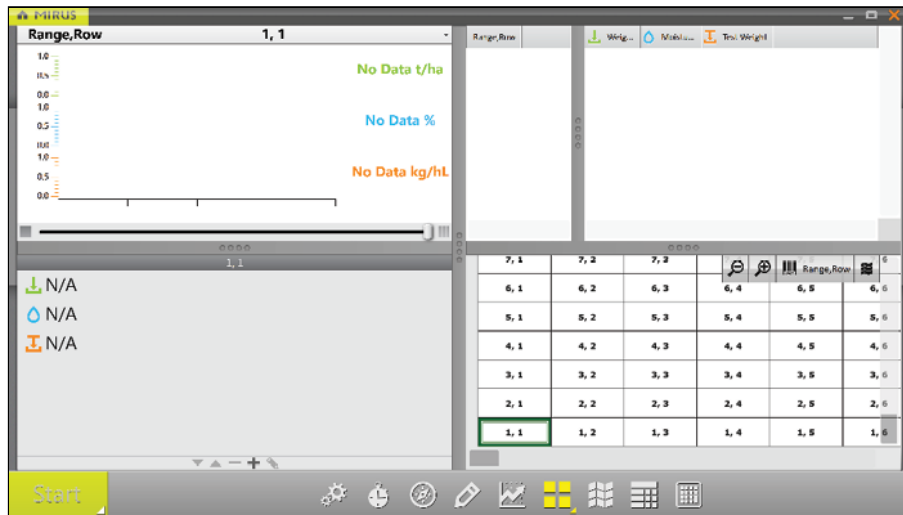 MIRUS
Range,Row 1, 1
1.0
0.5
0.0
No Data t/ha
1.0
0.5
0.0
No Data %
1.0
0.5
0.0
No Data kg/hL
1, 1
N/A
N/A
N/A
Range,Row Weig... Moistu... Test Weight
7, 1 7, 2 7, 3 6
Range,Row
6, 1 6, 2 6, 3 6, 4 6, 5 6, 6
5, 1 5, 2 5, 3 5, 4 5, 5 5, 6
4, 1 4, 2 4, 3 4, 4 4, 5 4, 6
3, 1 3, 2 3, 3 3, 4 3, 5 3, 6
2, 1 2, 2 2, 3 2, 4 2, 5 2, 6
1, 1 1, 2 1, 3 1, 4 1, 5 1, 6
Start